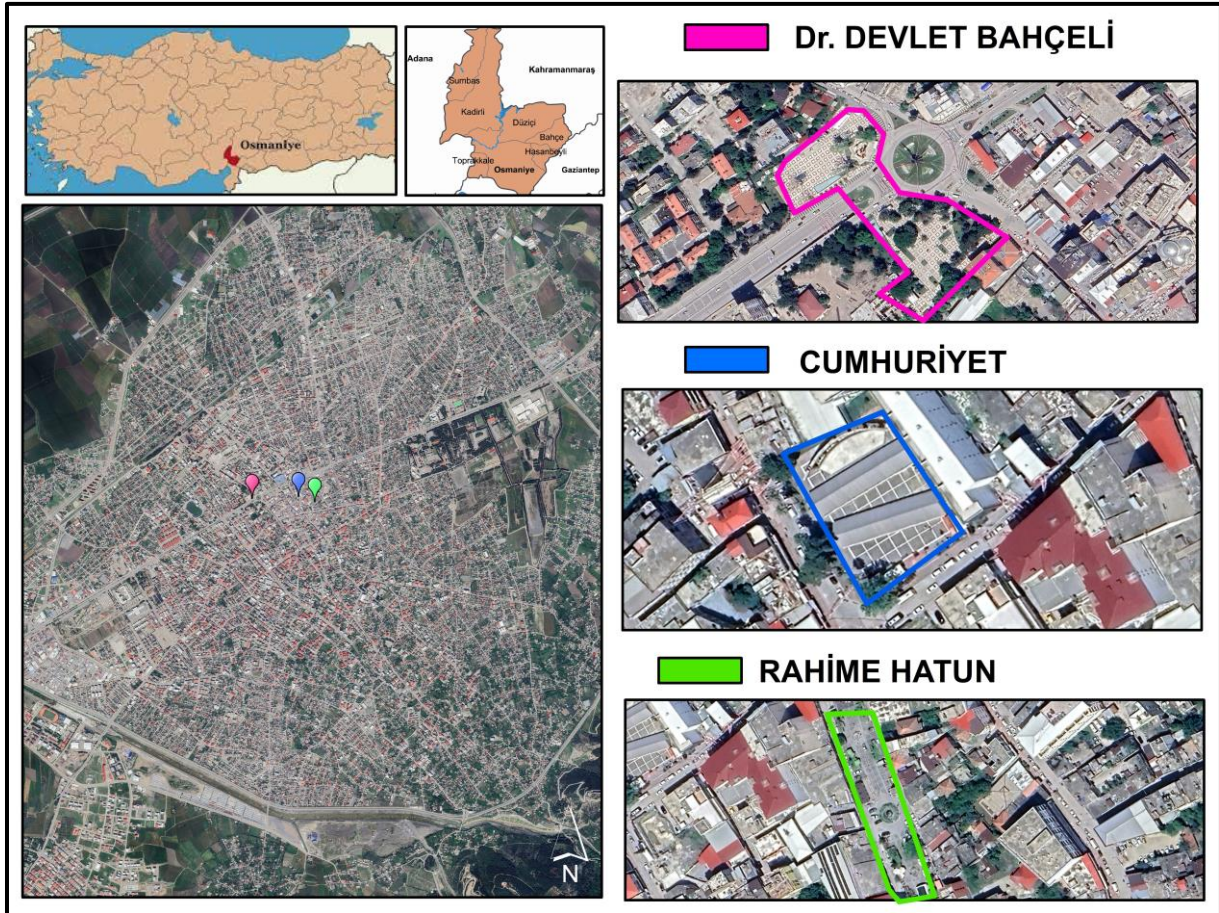 Osmaniye
Adana
Kahramanmaraş
Sumbas
Kadirli
Düziçi
Bahçe
Hasanbeyli
Toprakkale
Osmaniye
Gaziantep
N
Dr. DEVLET BAHÇELİ
CUMHURİYET
RAHİME HATUN